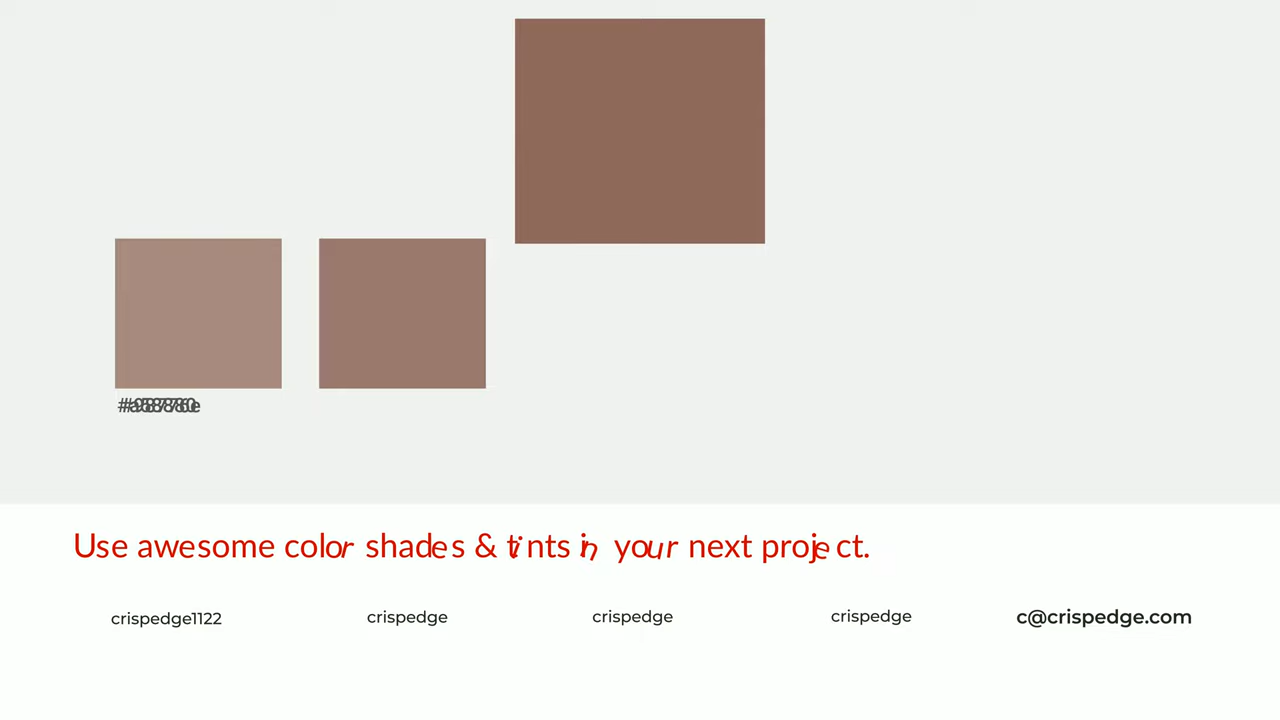 Use awesome color shades & tints in your next project.
crispedge1122 crispedge crispedge crispedge c@crispedge.com